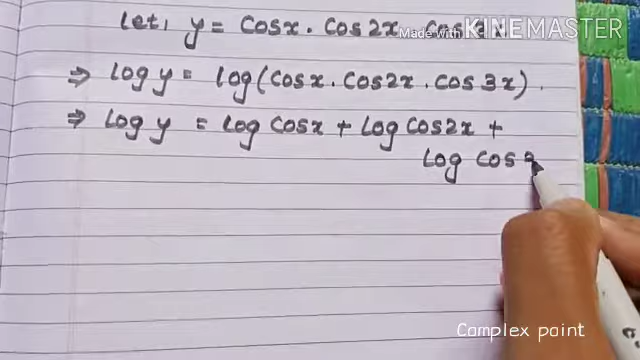 Let, y = Cosx . Cos2x . Cos3x
Made with KINEMASTER
⇒ log y = log(Cosx . Cos2x . Cos 3x) .
⇒ Log y = Log Cosx + Log Cos2x +
Log Cos
Complex point